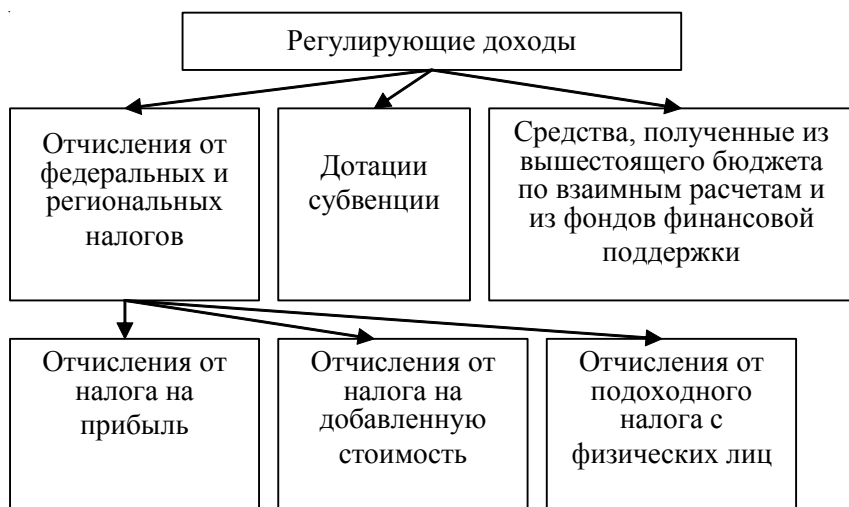 Регулирующие доходы
Отчисления от
федеральных и
региональных
налогов
Дотации
субвенции
Средства, полученные из
вышестоящего бюджета
по взаимным расчетам и
из фондов финансовой
поддержки
Отчисления от
налога на
прибыль
Отчисления от
налога на
добавленную
стоимость
Отчисления от
подоходного
налога с
физических лиц